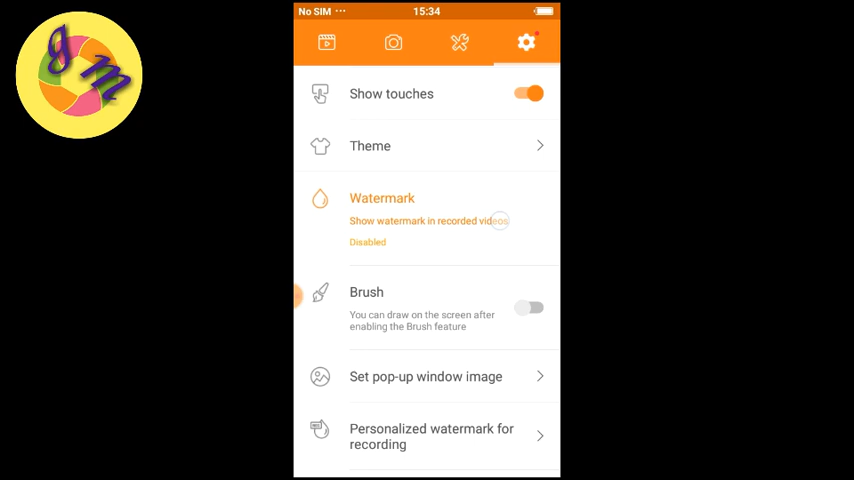 g
m
No SIM ···
15:34
Show touches
Theme
Watermark
Show watermark in recorded videos
Disabled
Brush
You can draw on the screen after
enabling the Brush feature
Set pop-up window image
Personalized watermark for
recording